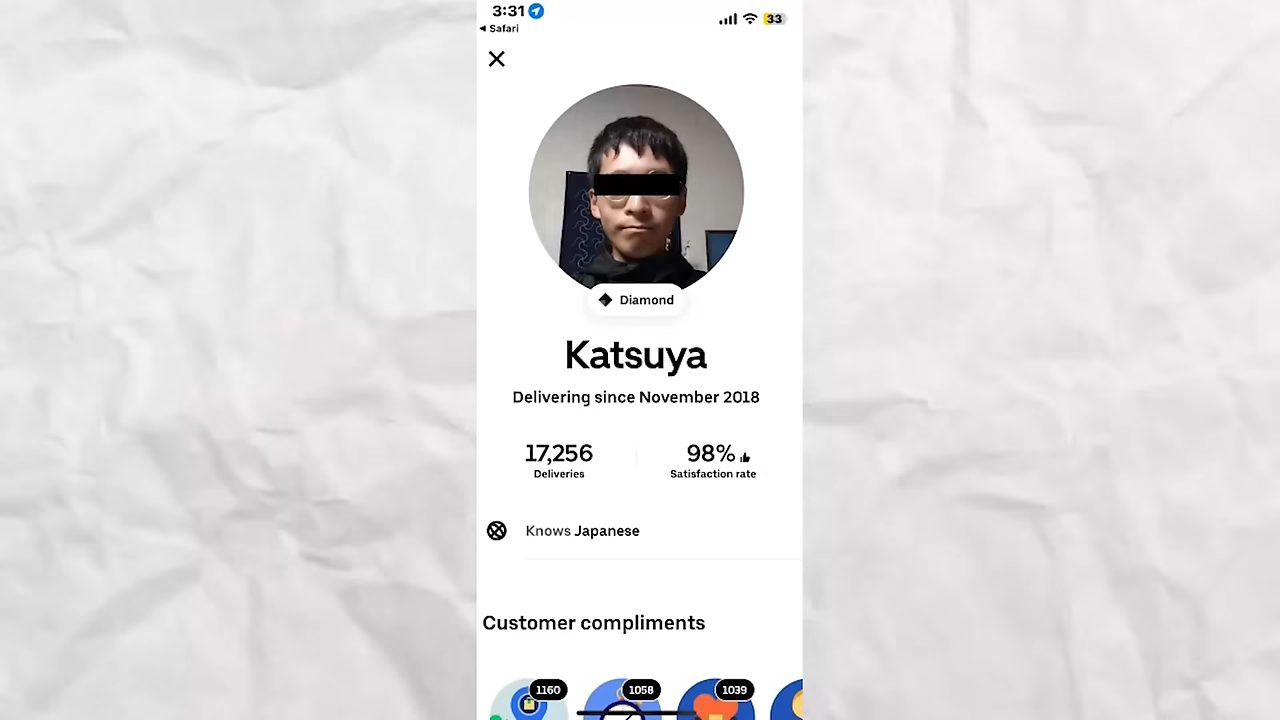 3:31
33
◀ Safari
Diamond
Katsuya
Delivering since November 2018
17,256
98%
Deliveries
Satisfaction rate
Knows Japanese
Customer compliments
1160
1058
1039